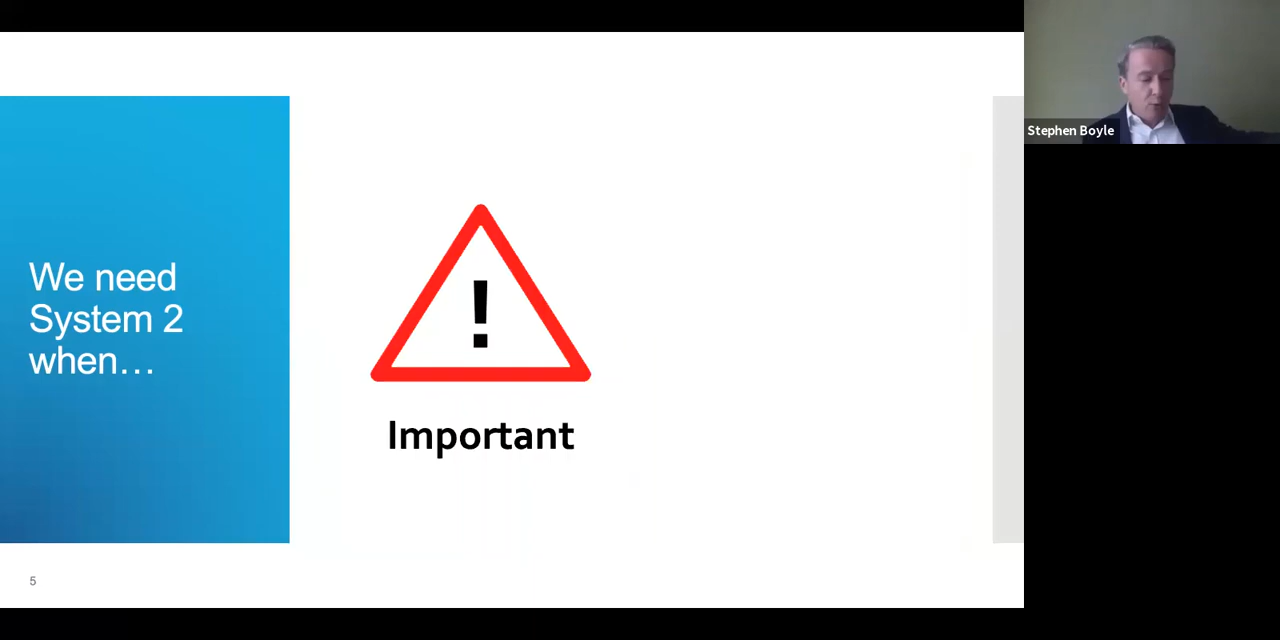 We need
System 2
when…
!
Important
5
Stephen Boyle